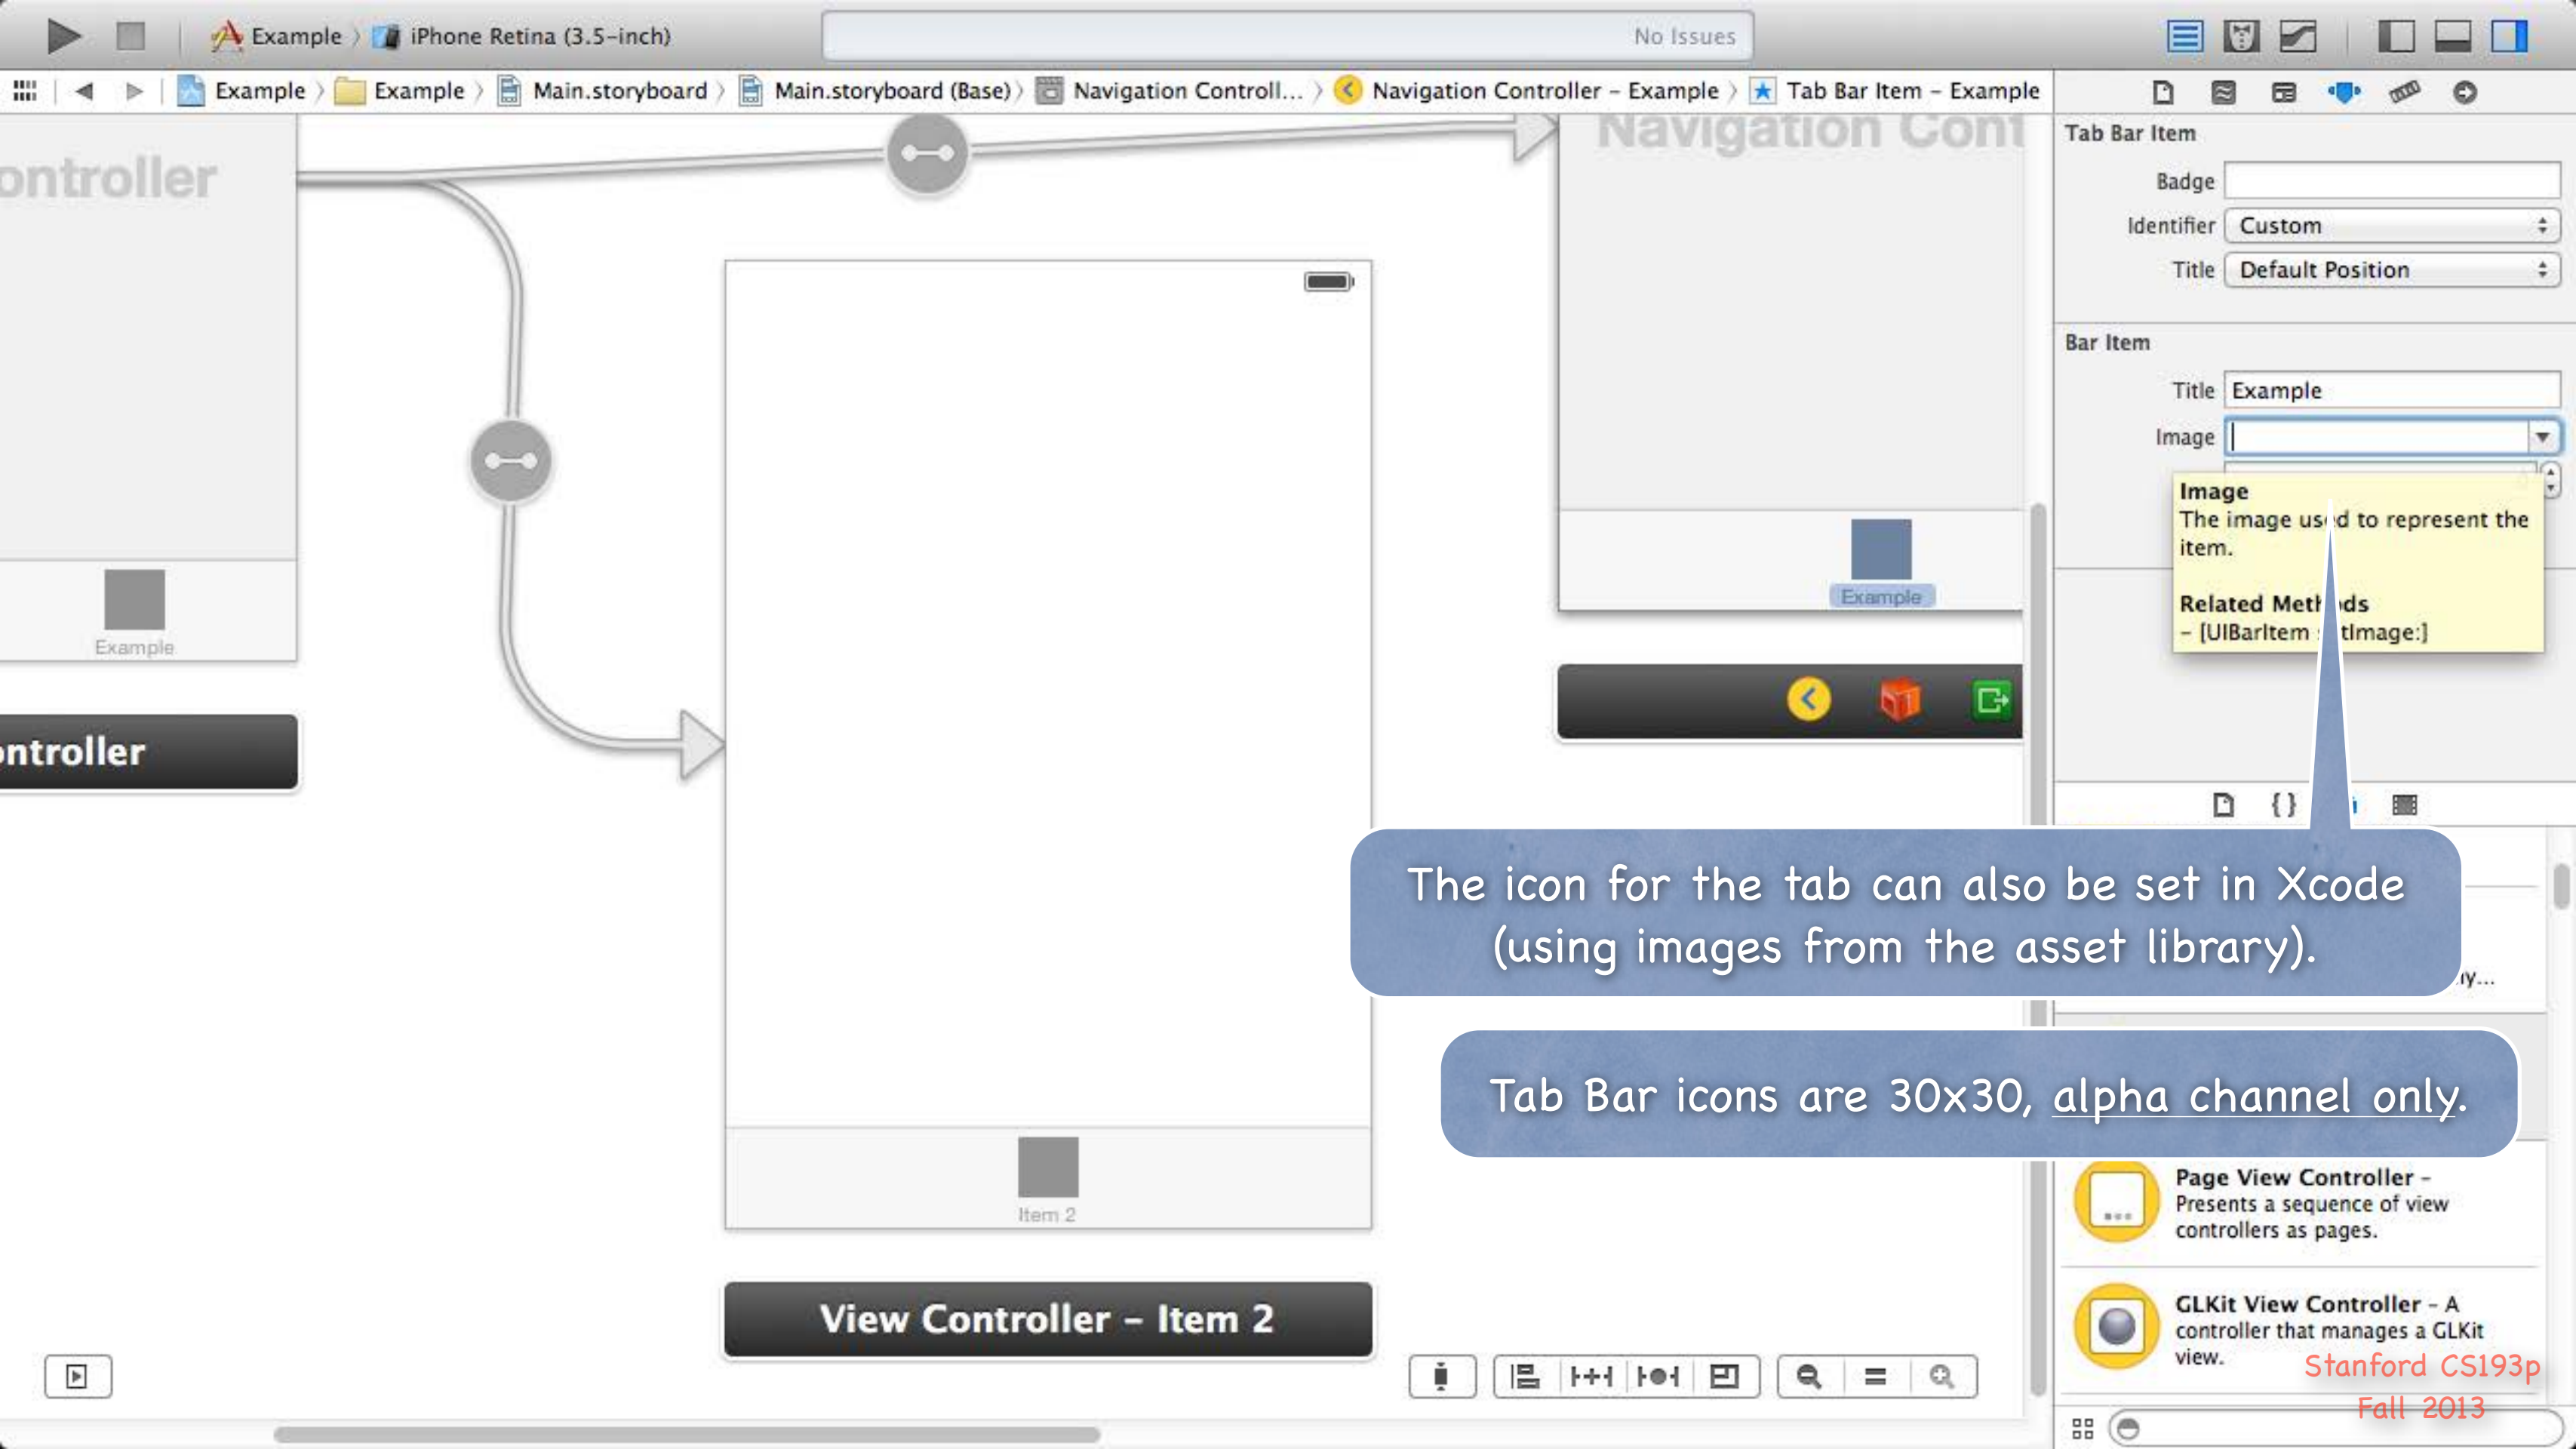 Example 〉 iPhone Retina (3.5-inch)
No Issues
Example 〉 Example 〉 Main.storyboard 〉 Main.storyboard (Base) 〉 Navigation Controll... 〉 Navigation Controller – Example 〉 Tab Bar Item – Example
ontroller
Example
ontroller
Item 2
View Controller – Item 2
Navigation Cont
Example
Tab Bar Item
Badge
Identifier Custom
Title Default Position
Bar Item
Title Example
Image
Image
The image used to represent the
item.
Related Methods
– [UIBarItem setImage:]
{ }
The icon for the tab can also be set in Xcode
(using images from the asset library).
Tab Bar icons are 30x30, alpha channel only.
Page View Controller –
Presents a sequence of view
controllers as pages.
GLKit View Controller – A
controller that manages a GLKit
view.
Stanford CS193p
Fall 2013